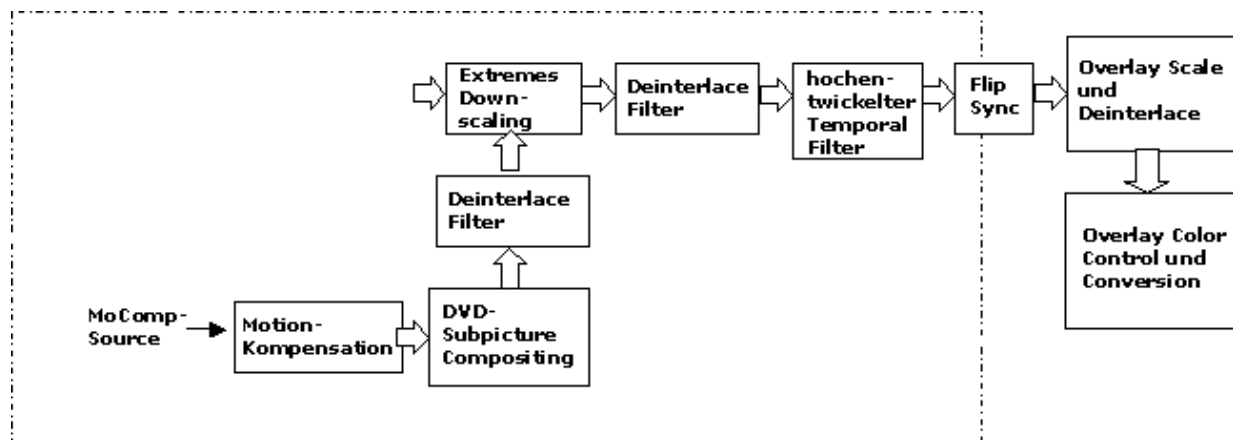 Extremes
Down-
scaling
Deinterlace
Filter
hochen-
twickelter
Temporal
Filter
Flip
Sync
Overlay Scale
und
Deinterlace
Deinterlace
Filter
Overlay Color
Control und
Conversion
MoComp-
Source
Motion-
Kompensation
DVD-
Subpicture
Compositing